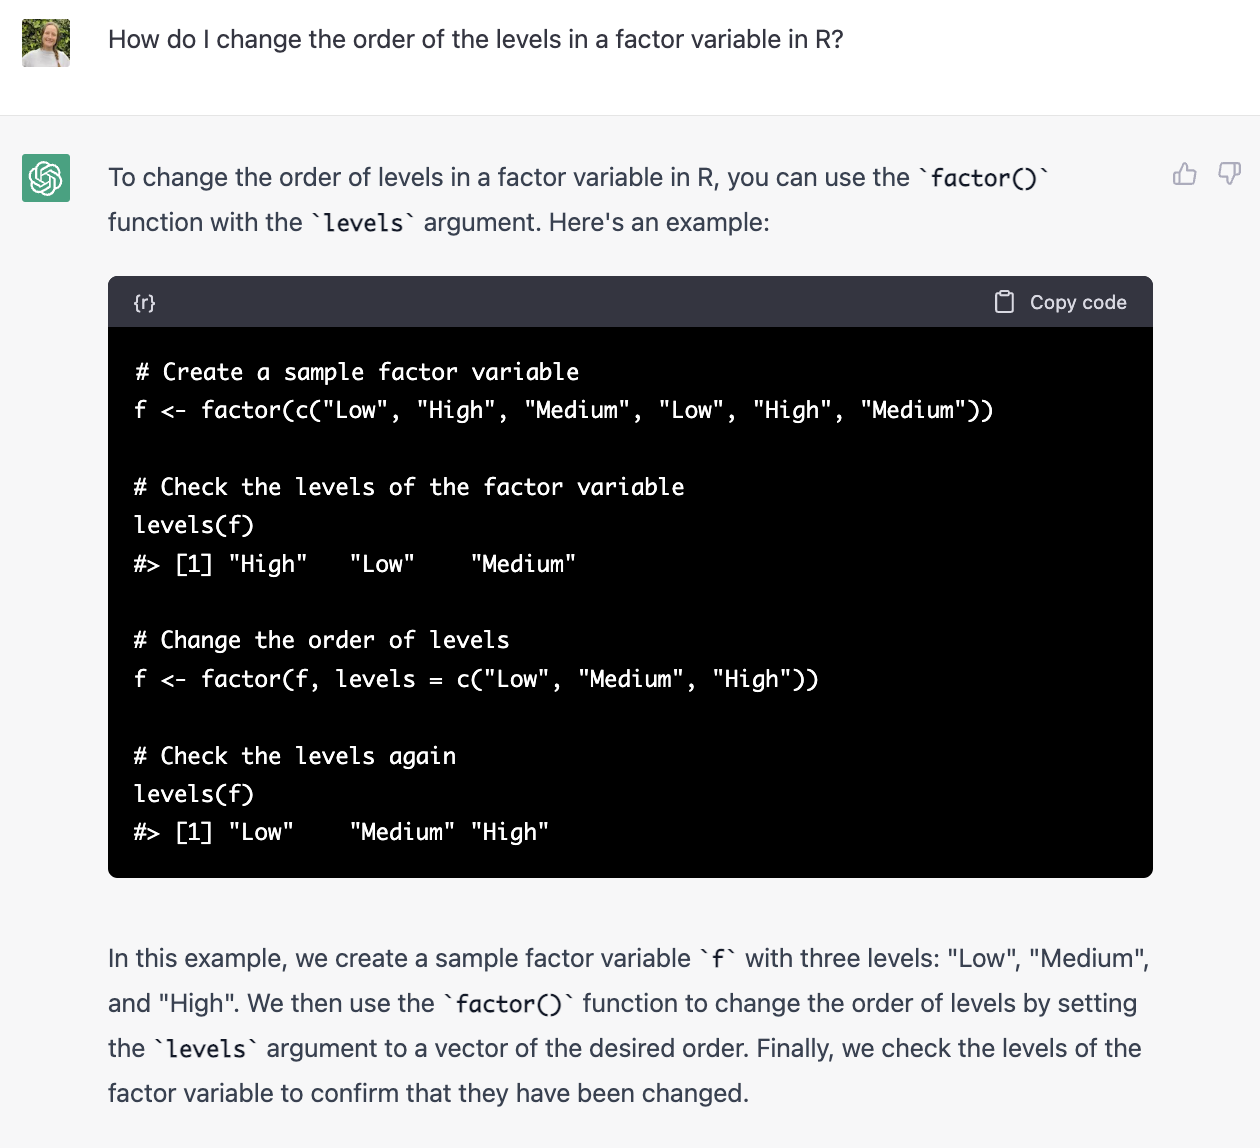 How do I change the order of the levels in a factor variable in R?
To change the order of levels in a factor variable in R, you can use the `factor()`
function with the `levels` argument. Here's an example:
{r}
Copy code
# Create a sample factor variable
f <- factor(c("Low", "High", "Medium", "Low", "High", "Medium"))
# Check the levels of the factor variable
levels(f)
#> [1] "High"   "Low"    "Medium"
# Change the order of levels
f <- factor(f, levels = c("Low", "Medium", "High"))
# Check the levels again
levels(f)
#> [1] "Low"    "Medium" "High"
In this example, we create a sample factor variable `f` with three levels: "Low", "Medium",
and "High". We then use the `factor()` function to change the order of levels by setting
the `levels` argument to a vector of the desired order. Finally, we check the levels of the
factor variable to confirm that they have been changed.